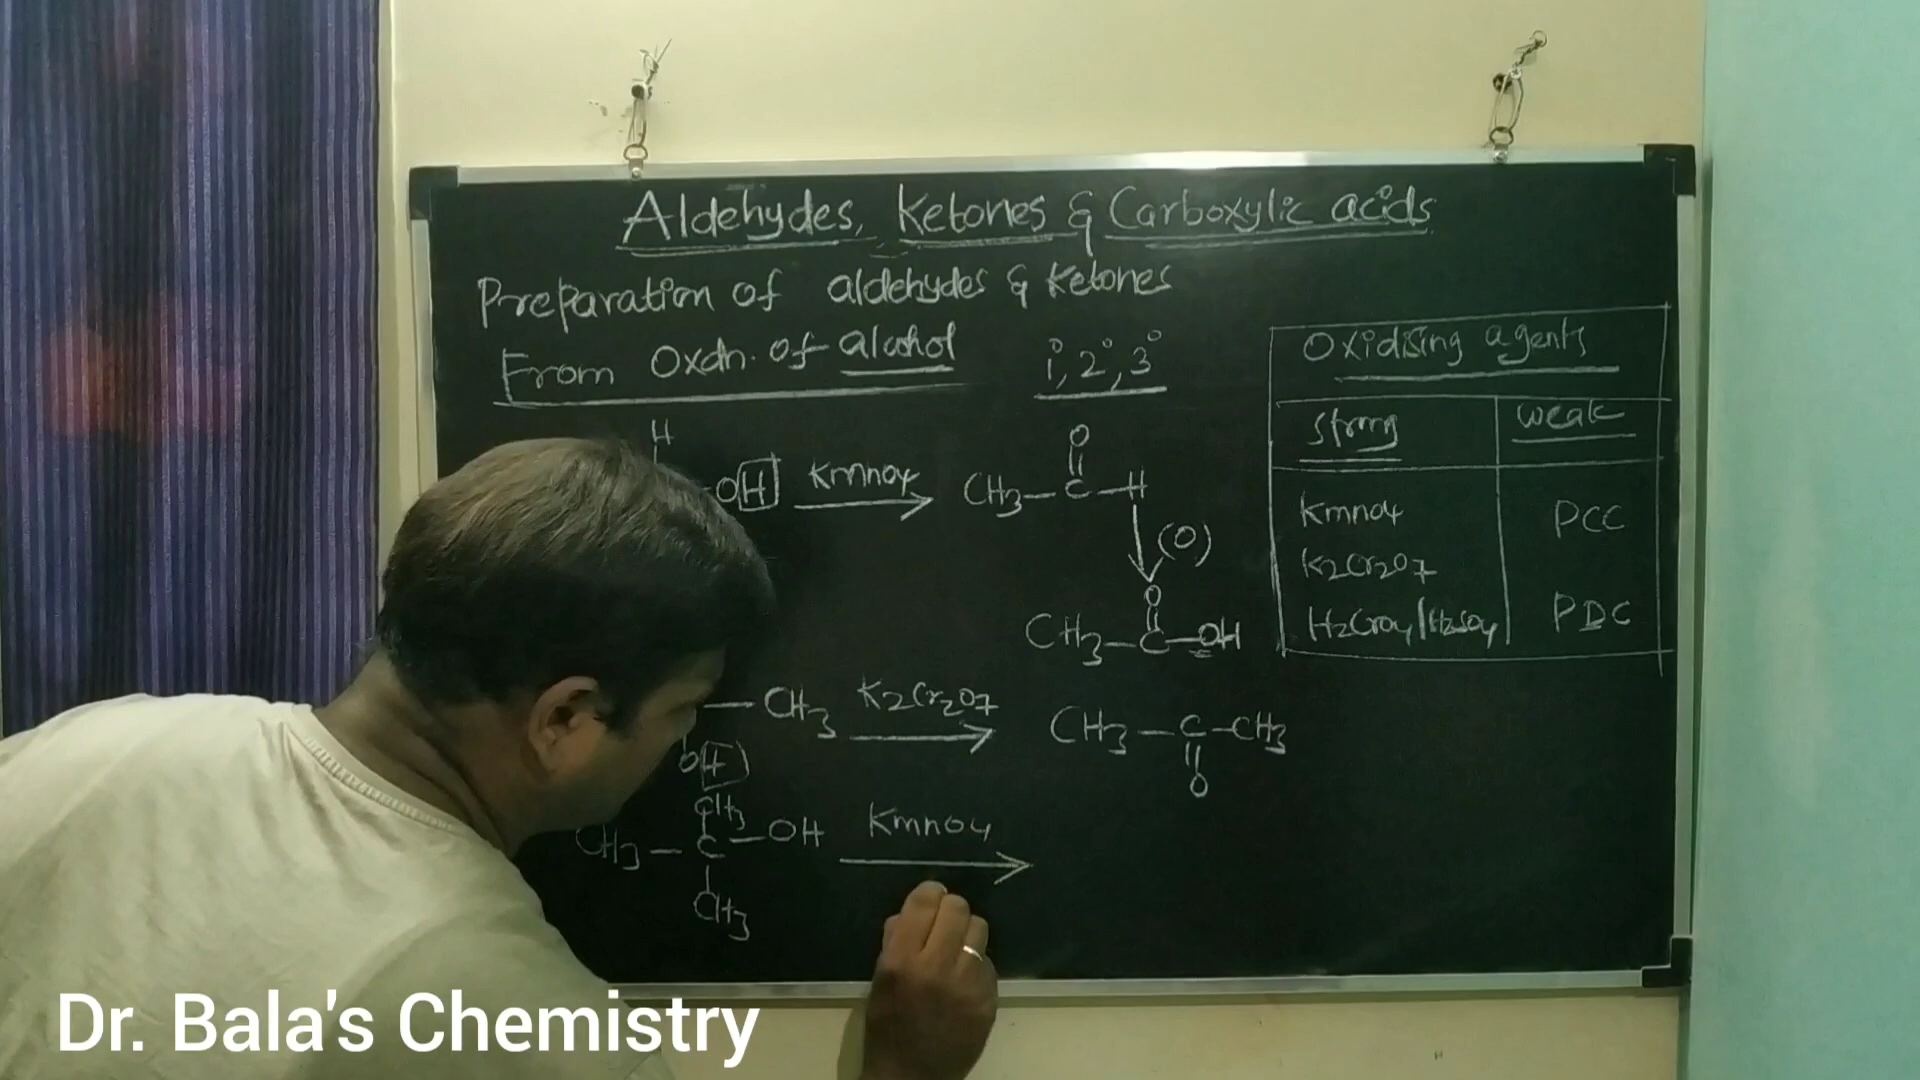 Aldehydes, Ketones & Carboxylic acids
Preparation of aldehydes & Ketones
From Oxdn. of alcohol 1°, 2°, 3°
Oxidising agents
Strong weak
KMnO4 PCC
K2Cr2O7
H2CrO4/H2SO4 PDC
H
OH KMnO4
O
CH3-C-H
(O)
O
CH3-C-OH
-CH3 K2Cr2O7 CH3-C-CH3
OH O
CH3
CH3-C-OH KMnO4
CH3
Dr. Bala's Chemistry